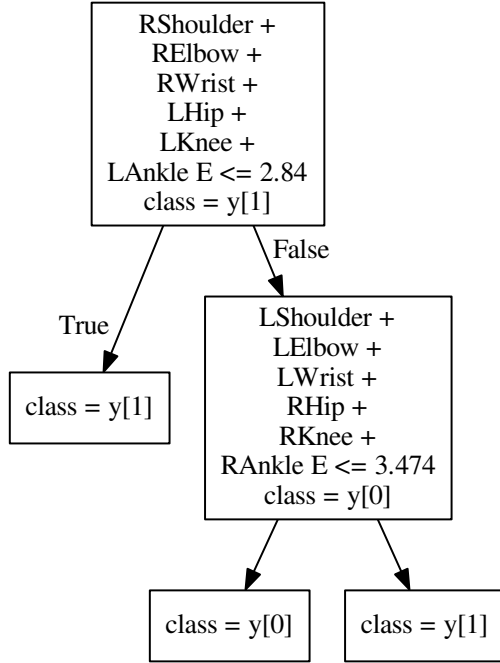 RShoulder +
RElbow +
RWrist +
LHip +
LKnee +
LAnkle E <= 2.84
class = y[1]
True
False
class = y[1]
LShoulder +
LElbow +
LWrist +
RHip +
RKnee +
RAnkle E <= 3.474
class = y[0]
class = y[0]
class = y[1]